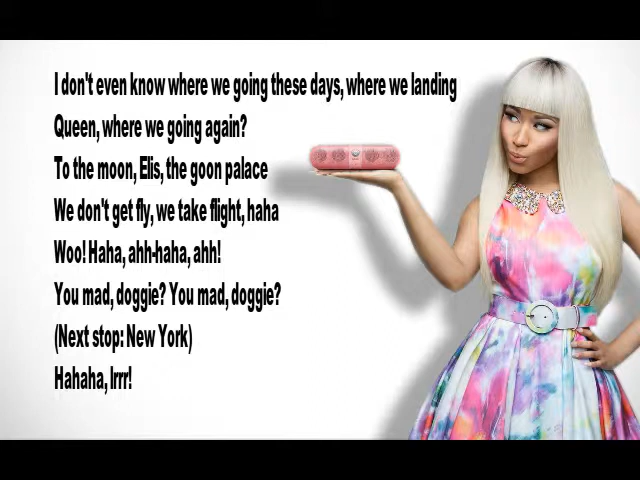 I don't even know where we going these days, where we landing
Queen, where we going again?
To the moon, Elis, the goon palace
We don't get fly, we take flight, haha
Woo! Haha, ahh-haha, ahh!
You mad, doggie? You mad, doggie?
(Next stop: New York)
Hahaha, lrrr!